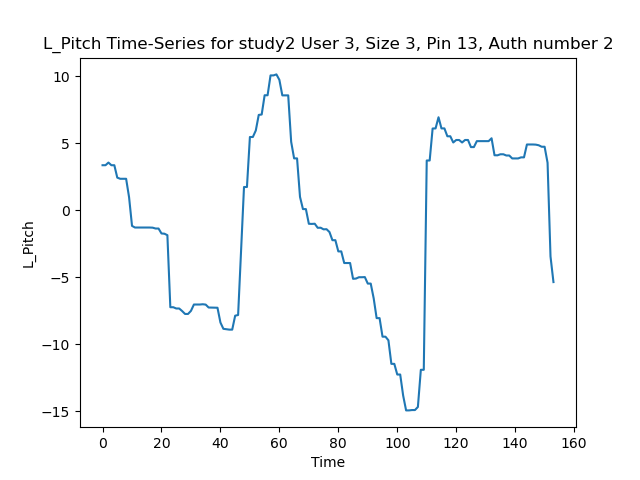 L_Pitch Time-Series for study2 User 3, Size 3, Pin 13, Auth number 2
10
5
0
−5
−10
−15
L_Pitch
0 20 40 60 80 100 120 140 160
Time